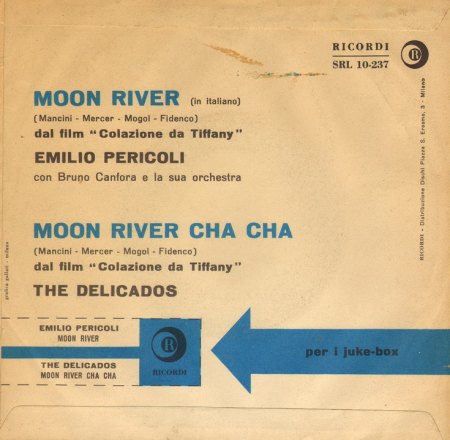 RICORDI
SRL 10-237
MOON RIVER (in italiano)
(Mancini - Mercer - Mogol - Fidenco)
dal film "Colazione da Tiffany"
EMILIO PERICOLI
con Bruno Canfora e la sua orchestra
MOON RIVER CHA CHA
(Mancini - Mercer - Mogol - Fidenco)
dal film "Colazione da Tiffany"
THE DELICADOS
RICORDI - Distribuzione Dischi Piazza S. Erasmo, 3 - Milano
grafica gallati - milano
EMILIO PERICOLI
MOON RIVER
THE DELICADOS
MOON RIVER CHA CHA
R
RICORDI
per i juke-box